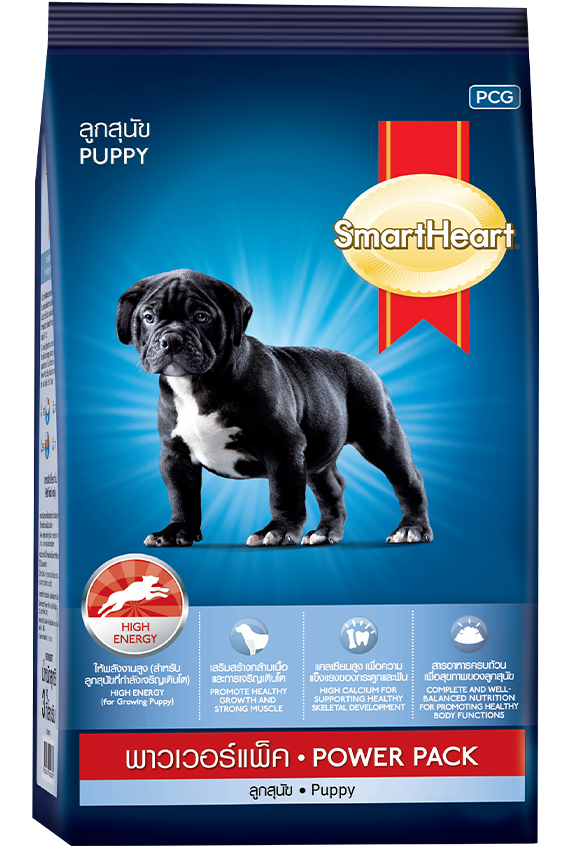 PCG
ลูกสุนัข
PUPPY
SmartHeart
HIGH
ENERGY
ให้พลังงานสูง (สำหรับ
ลูกสุนัขที่กำลังเจริญเติบโต)
HIGH ENERGY
(for Growing Puppy)
เสริมสร้างกล้ามเนื้อ
และการเจริญเติบโต
PROMOTE HEALTHY
GROWTH AND
STRONG MUSCLE
แคลเซียมสูง เพื่อความ
แข็งแรงของกระดูกและฟัน
HIGH CALCIUM FOR
SUPPORTING HEALTHY
SKELETAL DEVELOPMENT
สารอาหารครบถ้วน
เพื่อสุขภาพของลูกสุนัข
COMPLETE AND WELL-
BALANCED NUTRITION
FOR PROMOTING HEALTHY
BODY FUNCTIONS
พาวเวอร์แพ็ค • POWER PACK
ลูกสุนัข • Puppy